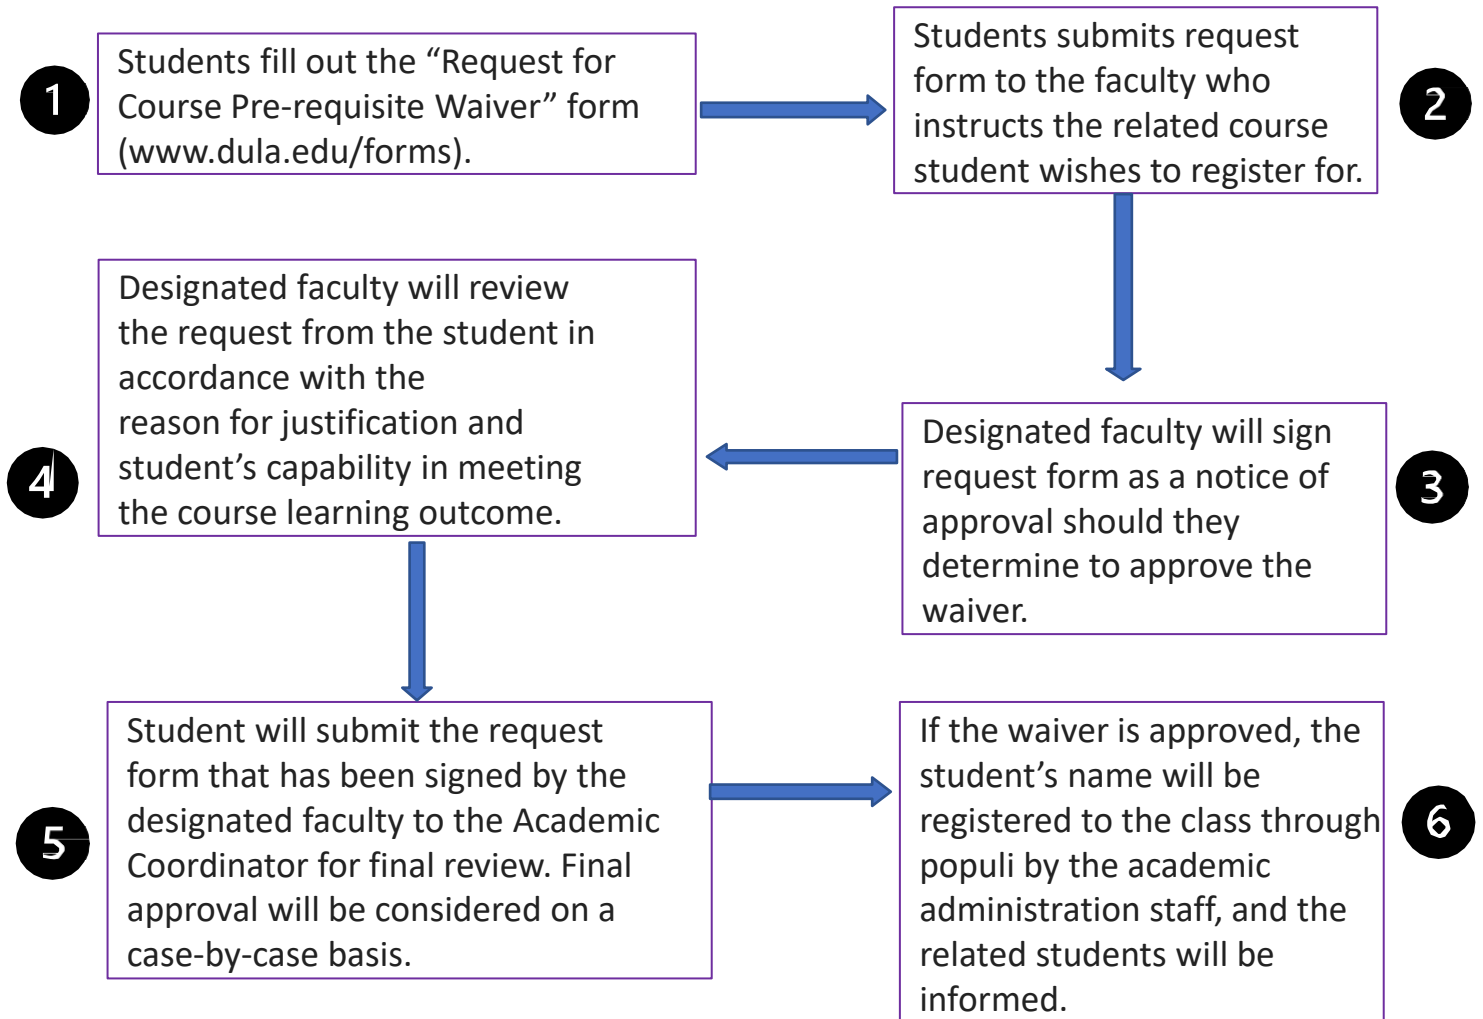 1
Students fill out the “Request for
Course Pre-requisite Waiver” form
(www.dula.edu/forms).
Students submits request
form to the faculty who
instructs the related course
student wishes to register for.
2
Designated faculty will sign
request form as a notice of
approval should they
determine to approve the
waiver.
3
4
Designated faculty will review
the request from the student in
accordance with the
reason for justification and
student’s capability in meeting
the course learning outcome.
5
Student will submit the request
form that has been signed by the
designated faculty to the Academic
Coordinator for final review. Final
approval will be considered on a
case-by-case basis.
If the waiver is approved, the
student’s name will be
registered to the class through
populi by the academic
administration staff, and the
related students will be
informed.
6